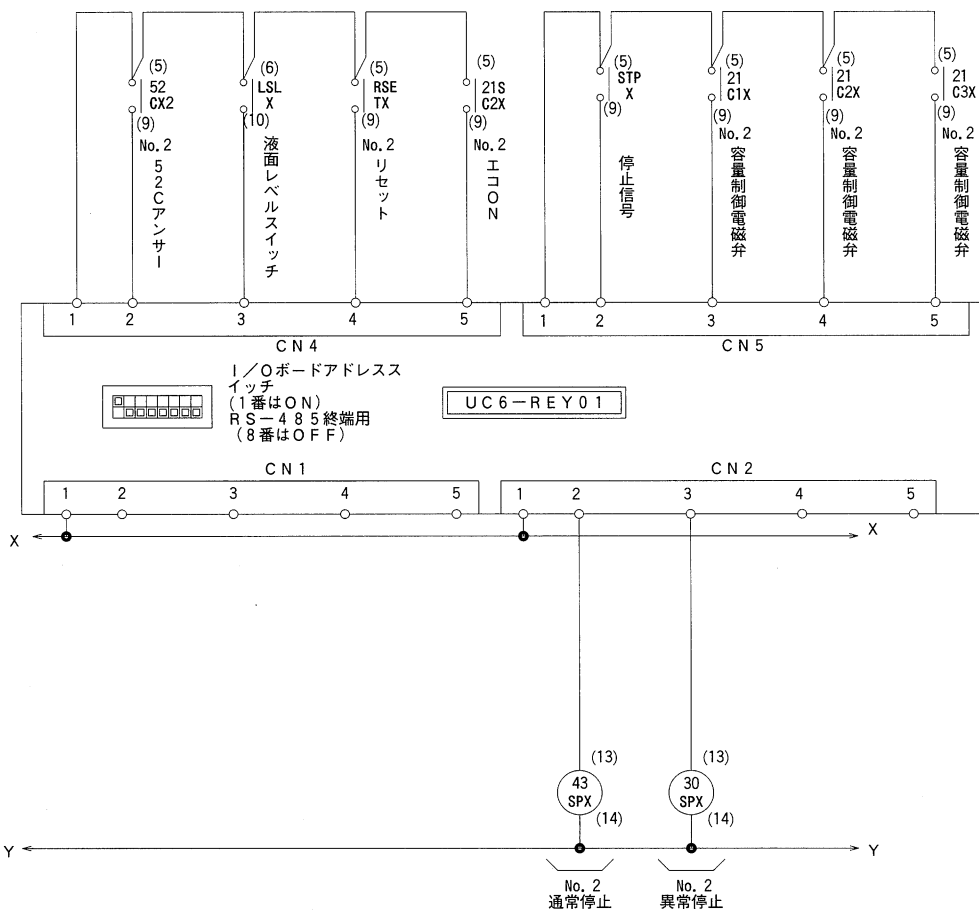 (5)
52
CX2
(9)
No. 2
52Cアンサー
(6)
LSL
X
(10)
液面レベルスイッチ
(5)
RSE
TX
(9)
No. 2
リセット
(5)
21S
C2X
(9)
No. 2
エコON
(5)
STP
X
(9)
停止信号
(5)
21
C1X
(9)
No. 2
容量制御電磁弁
(5)
21
C2X
(9)
No. 2
容量制御電磁弁
(5)
21
C3X
(9)
No. 2
容量制御電磁弁
1 2 3 4 5
CN4
1 2 3 4 5
CN5
I/Oボードアドレスス
イッチ
(1番はON)
RS-485終端用
(8番はOFF)
UC6-REY01
CN1
1 2 3 4 5
CN2
1 2 3 4 5
X
X
(13)
43
SPX
(14)
(13)
30
SPX
(14)
Y
Y
No. 2
通常停止
No. 2
異常停止